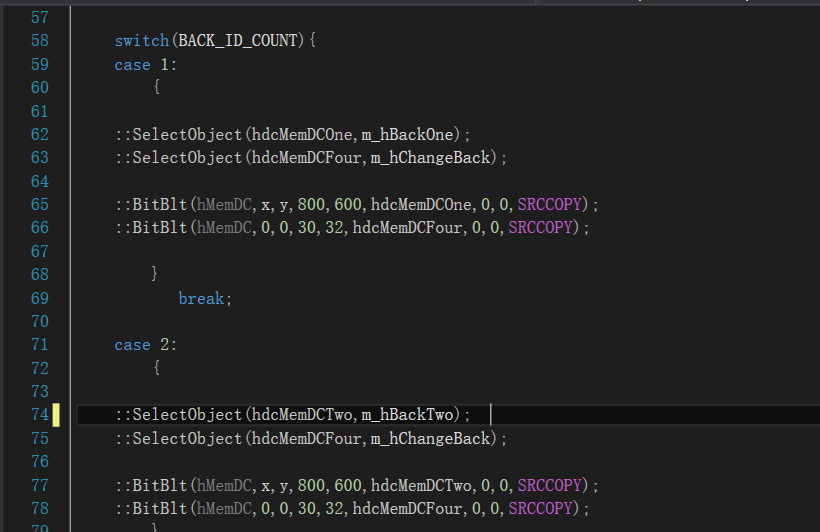 57
58 switch(BACK_ID_COUNT){
59 case 1:
60 {
61
62 ::SelectObject(hdcMemDCOne,m_hBackOne);
63 ::SelectObject(hdcMemDCFour,m_hChangeBack);
64
65 ::BitBlt(hMemDC,x,y,800,600,hdcMemDCOne,0,0,SRCCOPY);
66 ::BitBlt(hMemDC,0,0,30,32,hdcMemDCFour,0,0,SRCCOPY);
67
68 }
69 break;
70
71 case 2:
72 {
73
74 ::SelectObject(hdcMemDCTwo,m_hBackTwo);
75 ::SelectObject(hdcMemDCFour,m_hChangeBack);
76
77 ::BitBlt(hMemDC,x,y,800,600,hdcMemDCTwo,0,0,SRCCOPY);
78 ::BitBlt(hMemDC,0,0,30,32,hdcMemDCFour,0,0,SRCCOPY);
79 }